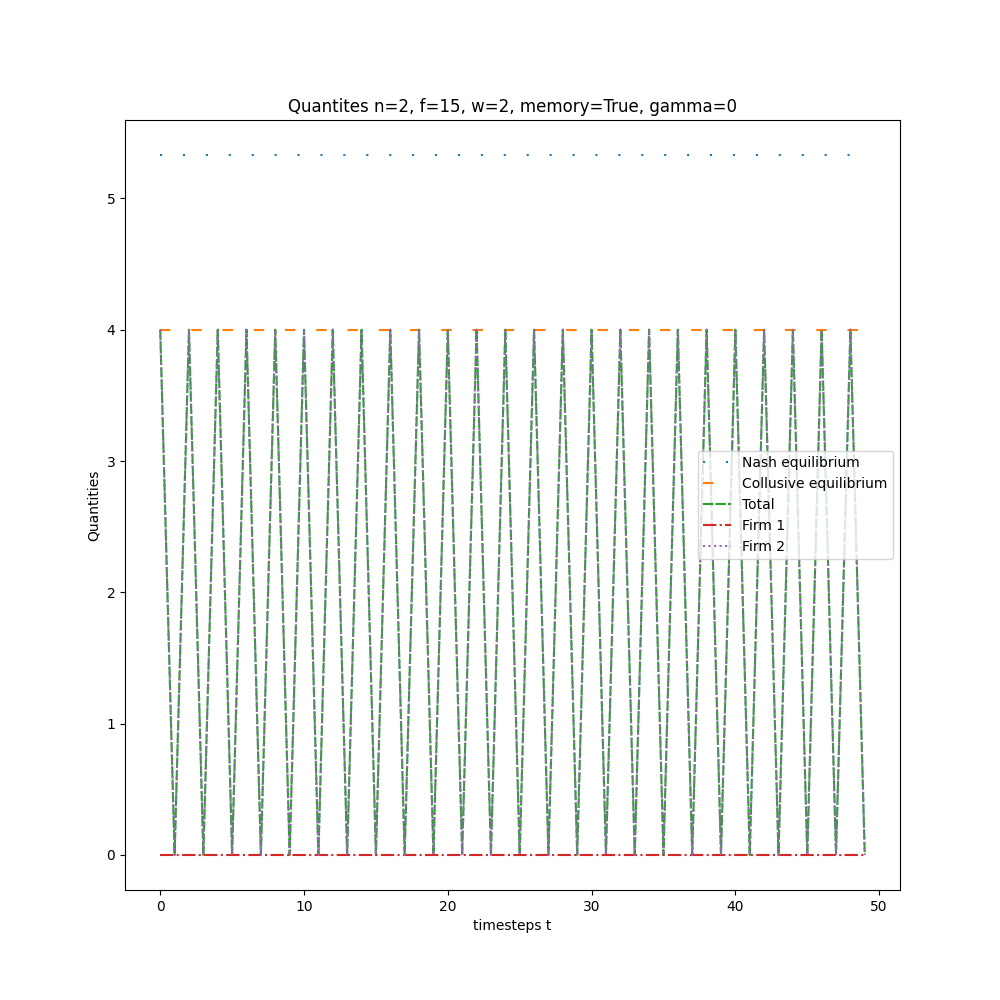 Quantites n=2, f=15, w=2, memory=True, gamma=0
Quantities
5
4
3
2
1
0
Nash equilibrium
Collusive equilibrium
Total
Firm 1
Firm 2
0 10 20 30 40 50
timesteps t